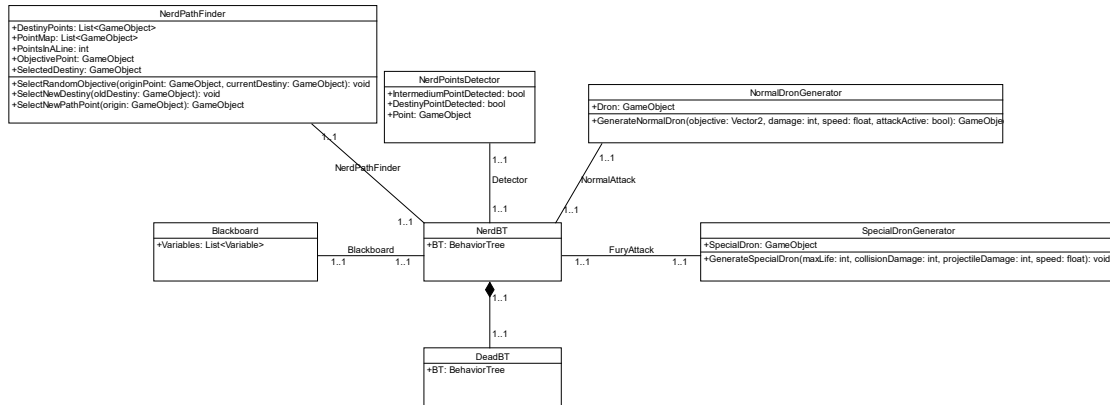 NerdPathFinder
+DestinyPoints: List<GameObject>
+PointMap: List<GameObject>
+PointsInALine: int
+ObjectivePoint: GameObject
+SelectedDestiny: GameObject
+SelectRandomObjective(originPoint: GameObject, currentDestiny: GameObject): void
+SelectNewDestiny(oldDestiny: GameObject): void
+SelectNewPathPoint(origin: GameObject): GameObject
NerdPointsDetector
+IntermediumPointDetected: bool
+DestinyPointDetected: bool
+Point: GameObject
NormalDronGenerator
+Dron: GameObject
+GenerateNormalDron(objective: Vector2, damage: int, speed: float, attackActive: bool): GameObje
1..1
NerdPathFinder
1..1
1..1
Detector
1..1
1..1
NormalAttack
1..1
Blackboard
+Variables: List<Variable>
Blackboard
1..1
1..1
NerdBT
+BT: BehaviorTree
FuryAttack
1..1
1..1
SpecialDronGenerator
+SpecialDron: GameObject
+GenerateSpecialDron(maxLife: int, collisionDamage: int, projectileDamage: int, speed: float): void
1..1
1..1
DeadBT
+BT: BehaviorTree